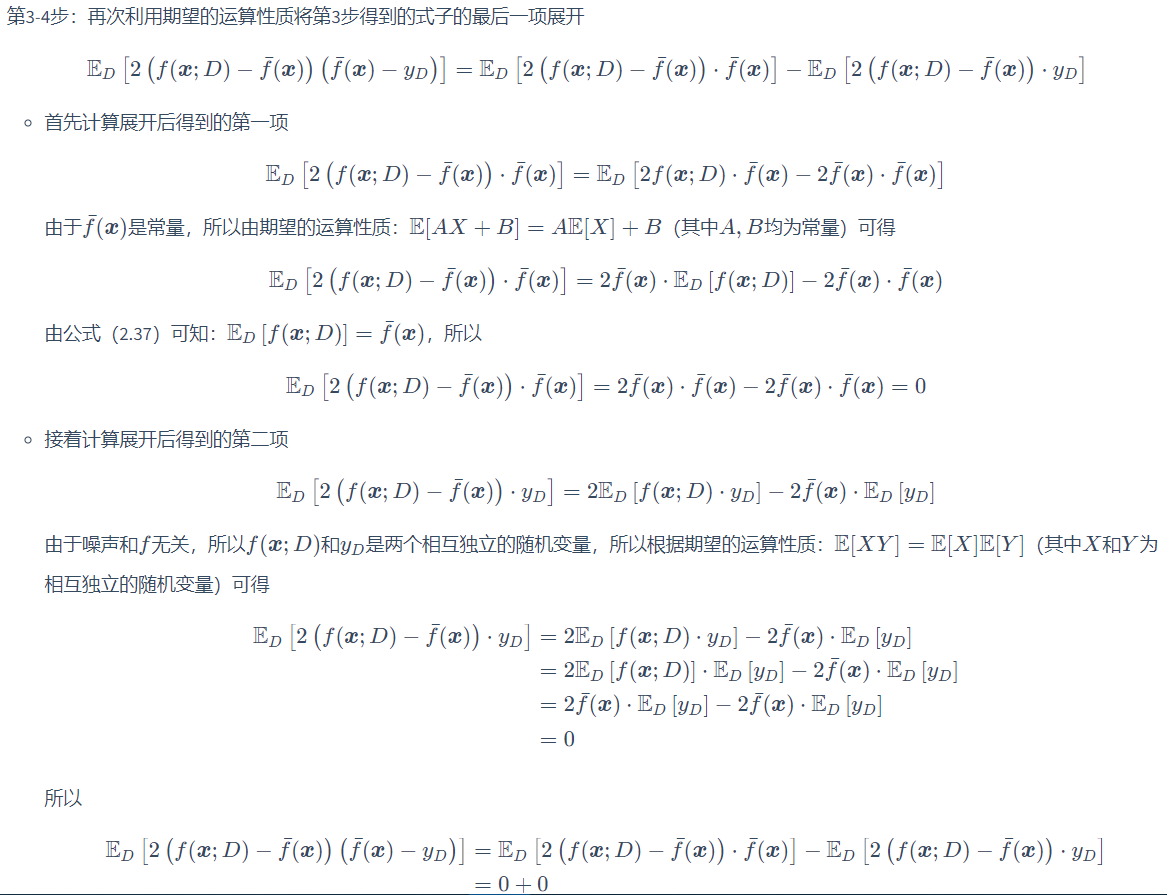 第3-4步：再次利用期望的运算性质将第3步得到的式子的最后一项展开
$\mathbb{E}_D\left[2\left(f(\boldsymbol{x};D)-\bar{f}(\boldsymbol{x})\right)\left(\bar{f}(\boldsymbol{x})-y_D\right)\right]=\mathbb{E}_D\left[2\left(f(\boldsymbol{x};D)-\bar{f}(\boldsymbol{x})\right)\cdot\bar{f}(\boldsymbol{x})\right]-\mathbb{E}_D\left[2\left(f(\boldsymbol{x};D)-\bar{f}(\boldsymbol{x})\right)\cdot y_D\right]$
首先计算展开后得到的第一项
$\mathbb{E}_D\left[2\left(f(\boldsymbol{x};D)-\bar{f}(\boldsymbol{x})\right)\cdot\bar{f}(\boldsymbol{x})\right]=\mathbb{E}_D\left[2f(\boldsymbol{x};D)\cdot\bar{f}(\boldsymbol{x})-2\bar{f}(\boldsymbol{x})\cdot\bar{f}(\boldsymbol{x})\right]$
由于$\bar{f}(\boldsymbol{x})$是常量，所以由期望的运算性质：$\mathbb{E}[AX+B]=A\mathbb{E}[X]+B$（其中$A,B$均为常量）可得
$\mathbb{E}_D\left[2\left(f(\boldsymbol{x};D)-\bar{f}(\boldsymbol{x})\right)\cdot\bar{f}(\boldsymbol{x})\right]=2\bar{f}(\boldsymbol{x})\cdot\mathbb{E}_D\left[f(\boldsymbol{x};D)\right]-2\bar{f}(\boldsymbol{x})\cdot\bar{f}(\boldsymbol{x})$
由公式（2.37）可知：$\mathbb{E}_D\left[f(\boldsymbol{x};D)\right]=\bar{f}(\boldsymbol{x})$，所以
$\mathbb{E}_D\left[2\left(f(\boldsymbol{x};D)-\bar{f}(\boldsymbol{x})\right)\cdot\bar{f}(\boldsymbol{x})\right]=2\bar{f}(\boldsymbol{x})\cdot\bar{f}(\boldsymbol{x})-2\bar{f}(\boldsymbol{x})\cdot\bar{f}(\boldsymbol{x})=0$
接着计算展开后得到的第二项
$\mathbb{E}_D\left[2\left(f(\boldsymbol{x};D)-\bar{f}(\boldsymbol{x})\right)\cdot y_D\right]=2\mathbb{E}_D\left[f(\boldsymbol{x};D)\cdot y_D\right]-2\bar{f}(\boldsymbol{x})\cdot\mathbb{E}_D\left[y_D\right]$
由于噪声和$f$无关，所以$f(\boldsymbol{x};D)$和$y_D$是两个相互独立的随机变量，所以根据期望的运算性质：$\mathbb{E}[XY]=\mathbb{E}[X]\mathbb{E}[Y]$（其中$X$和$Y$为
相互独立的随机变量）可得
$\mathbb{E}_D\left[2\left(f(\boldsymbol{x};D)-\bar{f}(\boldsymbol{x})\right)\cdot y_D\right]=2\mathbb{E}_D\left[f(\boldsymbol{x};D)\cdot y_D\right]-2\bar{f}(\boldsymbol{x})\cdot\mathbb{E}_D\left[y_D\right]$
$=2\mathbb{E}_D\left[f(\boldsymbol{x};D)\right]\cdot\mathbb{E}_D\left[y_D\right]-2\bar{f}(\boldsymbol{x})\cdot\mathbb{E}_D\left[y_D\right]$
$=2\bar{f}(\boldsymbol{x})\cdot\mathbb{E}_D\left[y_D\right]-2\bar{f}(\boldsymbol{x})\cdot\mathbb{E}_D\left[y_D\right]$
$=0$
所以
$\mathbb{E}_D\left[2\left(f(\boldsymbol{x};D)-\bar{f}(\boldsymbol{x})\right)\left(\bar{f}(\boldsymbol{x})-y_D\right)\right]=\mathbb{E}_D\left[2\left(f(\boldsymbol{x};D)-\bar{f}(\boldsymbol{x})\right)\cdot\bar{f}(\boldsymbol{x})\right]-\mathbb{E}_D\left[2\left(f(\boldsymbol{x};D)-\bar{f}(\boldsymbol{x})\right)\cdot y_D\right]$
$=0+0$